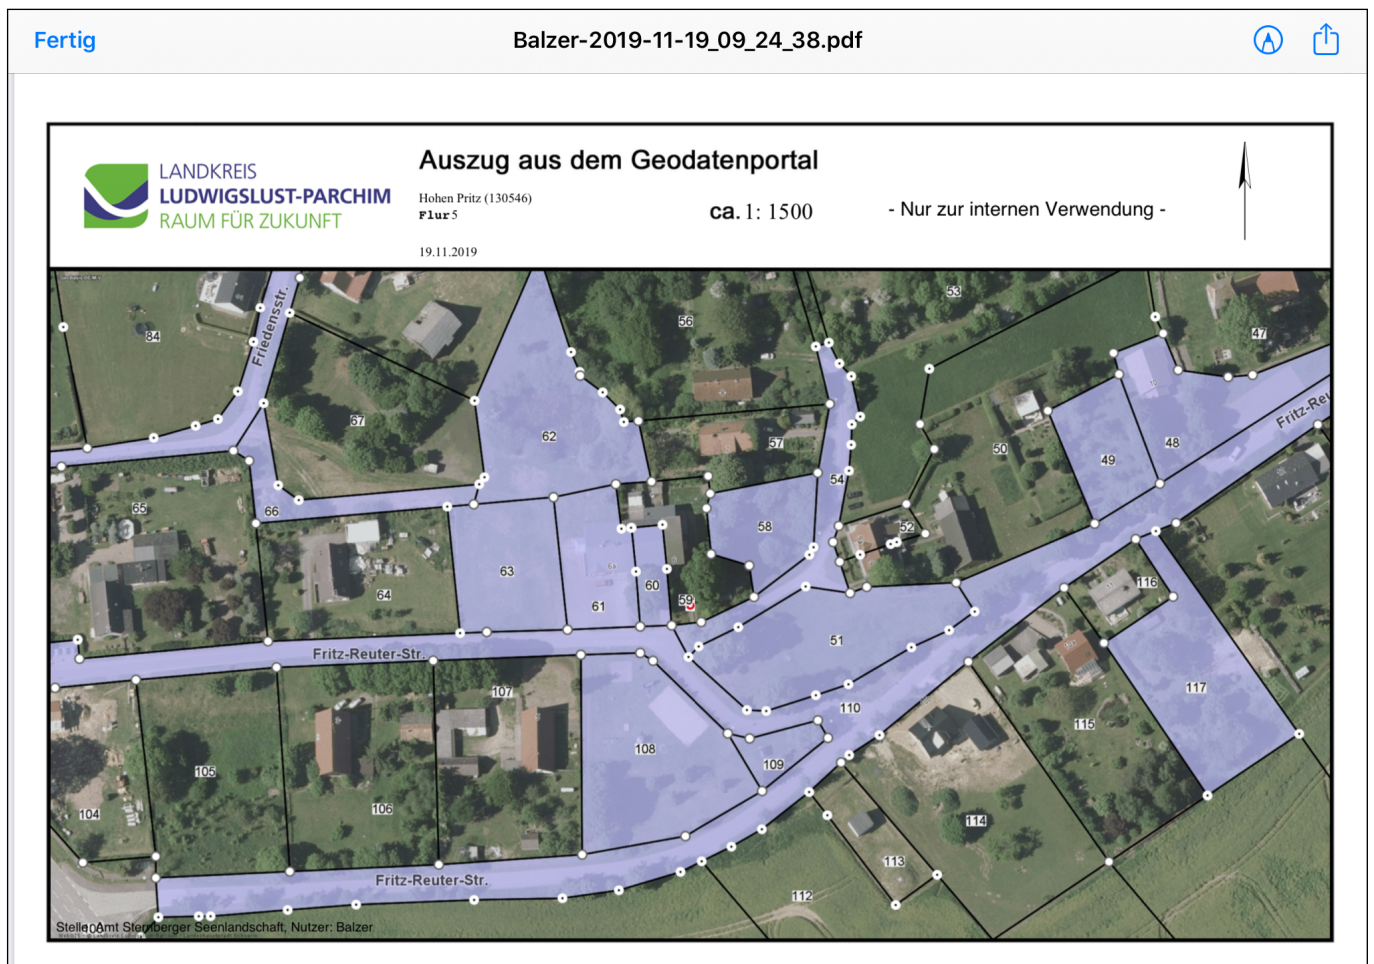 Fertig
Balzer-2019-11-19_09_24_38.pdf
LANDKREIS
LUDWIGSLUST-PARCHIM
RAUM FÜR ZUKUNFT
Auszug aus dem Geodatenportal
Hohen Pritz (130546)
Flur 5
19.11.2019
ca. 1: 1500
- Nur zur internen Verwendung -
84
Friedensstr.
67
62
56
53
47
57
54
50
49
48
Fritz-Reu
65
66
64
63
61
60
59
58
52
51
116
117
Fritz-Reuter-Str.
107
108
110
109
115
105
106
104
114
113
112
Fritz-Reuter-Str.
Stelle: Amt Sternberger Seenlandschaft, Nutzer: Balzer